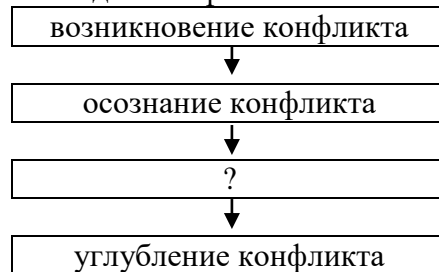 возникновение конфликта
осознание конфликта
?
углубление конфликта